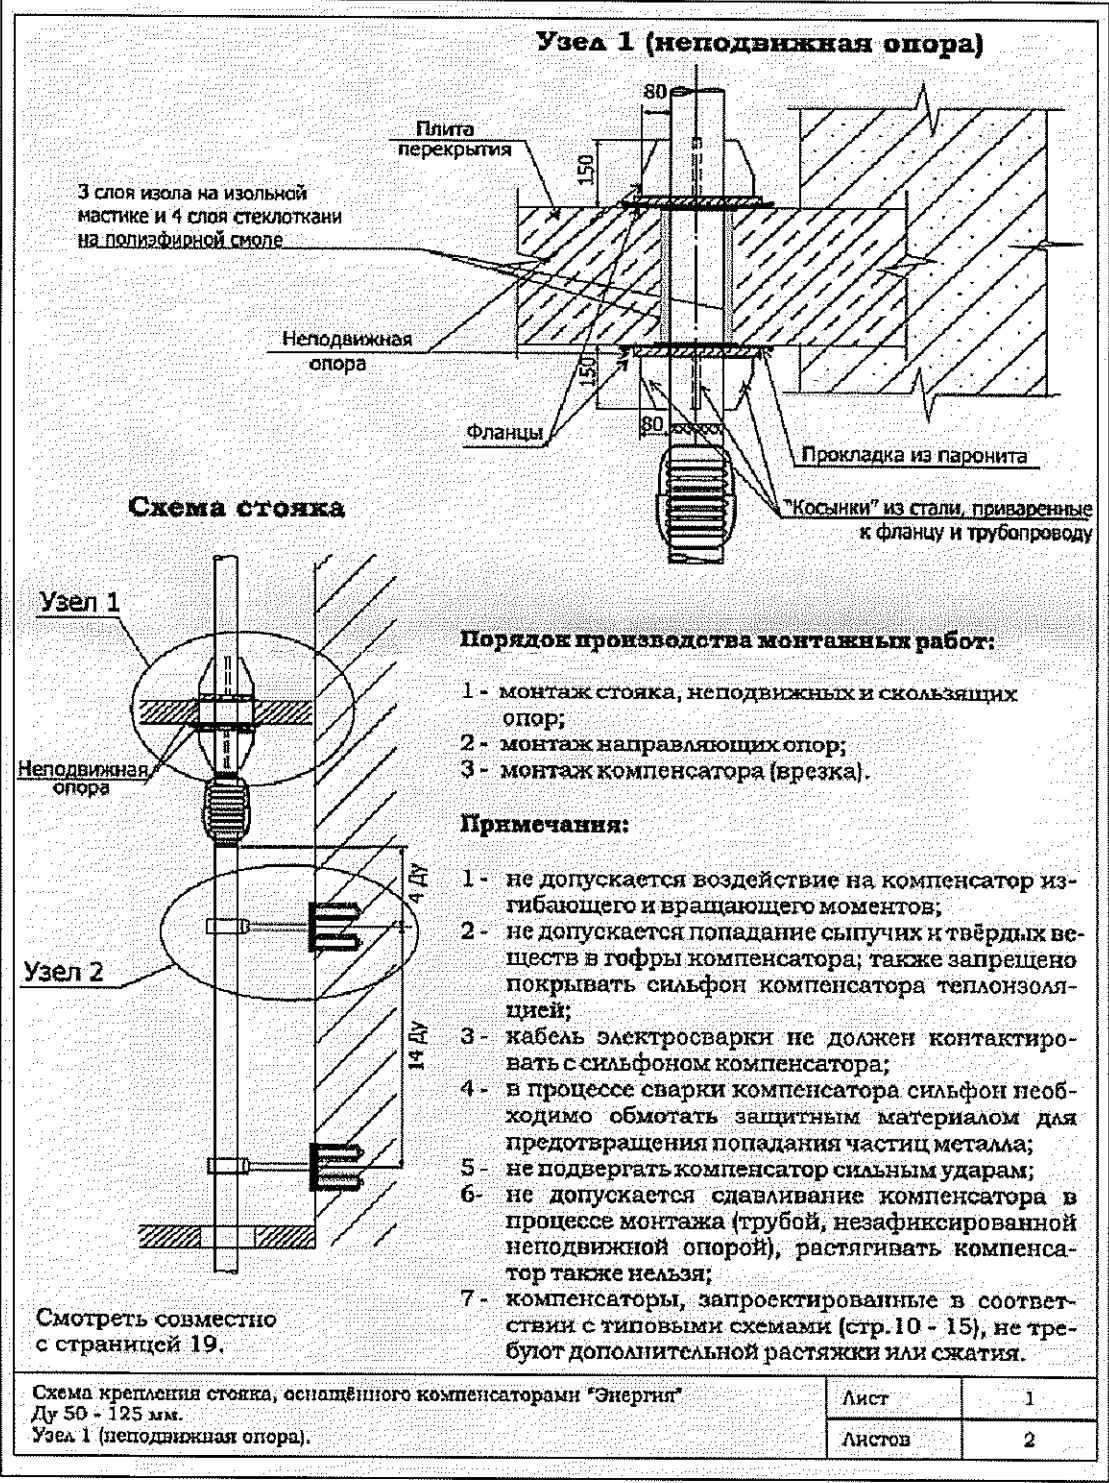 Узел 1 (неподвижная опора)
80
Плита
перекрытия
150
3 слоя изола на изольной
мастике и 4 слоя стеклоткани
на полиэфирной смоле
Неподвижная
опора
150
Фланцы
80
Прокладка из паронита
"Косынки" из стали, приваренные
к фланцу и трубопроводу
Схема стояка
Узел 1
Неподвижная
опора
4 Ду
Узел 2
14 Ду
Смотреть совместно
с страницей 19.
Порядок производства монтажных работ:
1 - монтаж стояка, неподвижных и скользящих
опор;
2 - монтаж направляющих опор;
3 - монтаж компенсатора (врезка).
Примечания:
1 - не допускается воздействие на компенсатор из-
гибающего и вращающего моментов;
2 - не допускается попадание сыпучих и твёрдых ве-
ществ в гофры компенсатора; также запрещено
покрывать сильфон компенсатора теплоизоля-
цией;
3 - кабель электросварки не должен контактиро-
вать с сильфоном компенсатора;
4 - в процессе сварки компенсатора сильфон необ-
ходимо обмотать защитным материалом для
предотвращения попадания частиц металла;
5 - не подвергать компенсатор сильным ударам;
6- не допускается сдавливание компенсатора в
процессе монтажа (трубой, незафиксированной
неподвижной опорой), растягивать компенса-
тор также нельзя;
7 - компенсаторы, запроектированные в соответ-
ствии с типовыми схемами (стр.10 - 15), не тре-
буют дополнительной растяжки или сжатия.
Схема крепления стояка, оснащённого компенсаторами "Энергия"
Ду 50 - 125 мм.
Узел 1 (неподвижная опора).
Лист 1
Листов 2